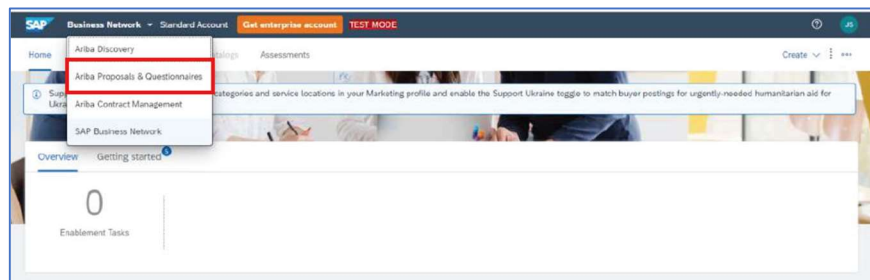 SAP Business Network Standard Account Get enterprise account TEST MODE JS
Home Assessments Create
Ariba Discovery
Ariba Proposals & Questionnaires
Ariba Contract Management
SAP Business Network
categories and service locations in your Marketing profile and enable the Support Ukraine toggle to match buyer postings for urgently-needed humanitarian aid for
Overview Getting started
0
Enablement Tasks